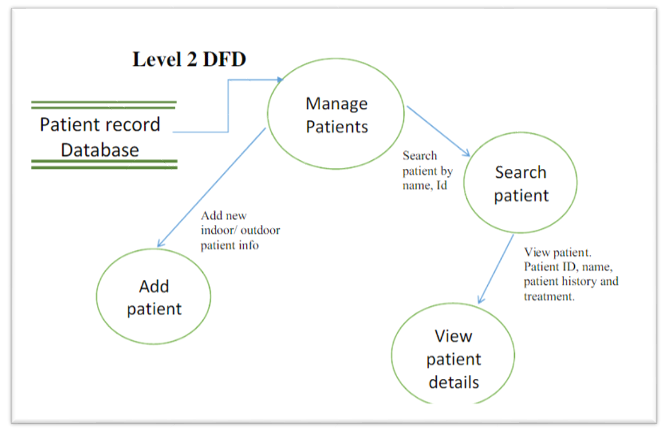 Level 2 DFD
Patient record
Database
Manage
Patients
Search
patient by
name, Id
Search
patient
Add new
indoor/ outdoor
patient info
Add
patient
View patient.
Patient ID, name,
patient history and
treatment.
View
patient
details